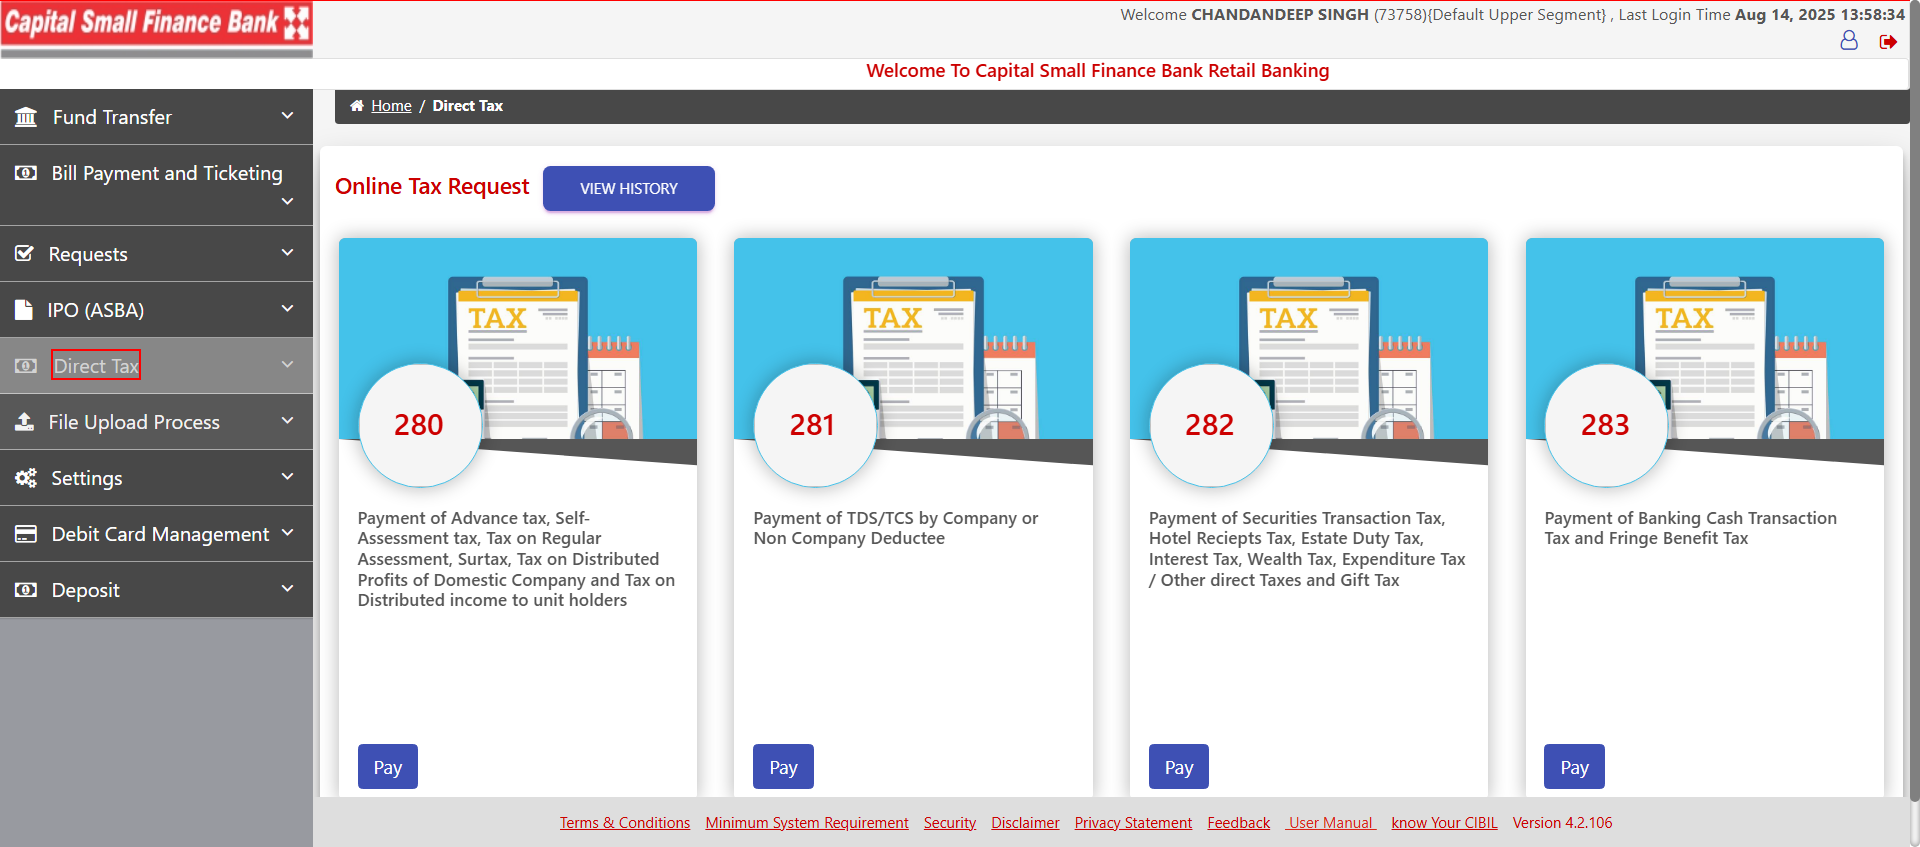 Capital Small Finance Bank
Welcome CHANDANDEEP SINGH (73758){Default Upper Segment} , Last Login Time Aug 14, 2025 13:58:34
Welcome To Capital Small Finance Bank Retail Banking
Fund Transfer
Bill Payment and Ticketing
Requests
IPO (ASBA)
Direct Tax
File Upload Process
Settings
Debit Card Management
Deposit
Home / Direct Tax
Online Tax Request
VIEW HISTORY
TAX
280
Payment of Advance tax, Self-
Assessment tax, Tax on Regular
Assessment, Surtax, Tax on Distributed
Profits of Domestic Company and Tax on
Distributed income to unit holders
Pay
TAX
281
Payment of TDS/TCS by Company or
Non Company Deductee
Pay
TAX
282
Payment of Securities Transaction Tax,
Hotel Reciepts Tax, Estate Duty Tax,
Interest Tax, Wealth Tax, Expenditure Tax
/ Other direct Taxes and Gift Tax
Pay
TAX
283
Payment of Banking Cash Transaction
Tax and Fringe Benefit Tax
Pay
Terms & Conditions Minimum System Requirement Security Disclaimer Privacy Statement Feedback User Manual know Your CIBIL Version 4.2.106